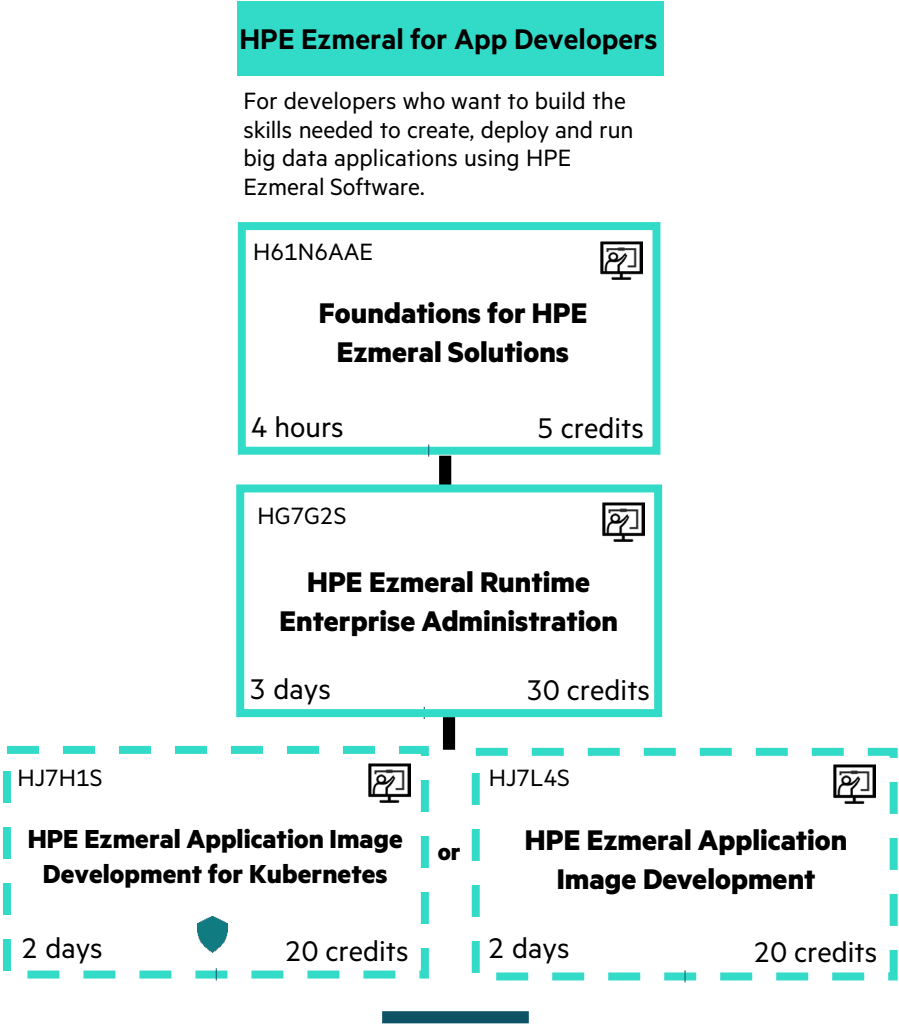 HPE Ezmeral for App Developers
For developers who want to build the
skills needed to create, deploy and run
big data applications using HPE
Ezmeral Software.
H61N6AAE
Foundations for HPE
Ezmeral Solutions
4 hours
5 credits
HG7G2S
HPE Ezmeral Runtime
Enterprise Administration
3 days
30 credits
HJ7H1S
HPE Ezmeral Application Image
Development for Kubernetes
2 days
20 credits
or
HJ7L4S
HPE Ezmeral Application
Image Development
2 days
20 credits